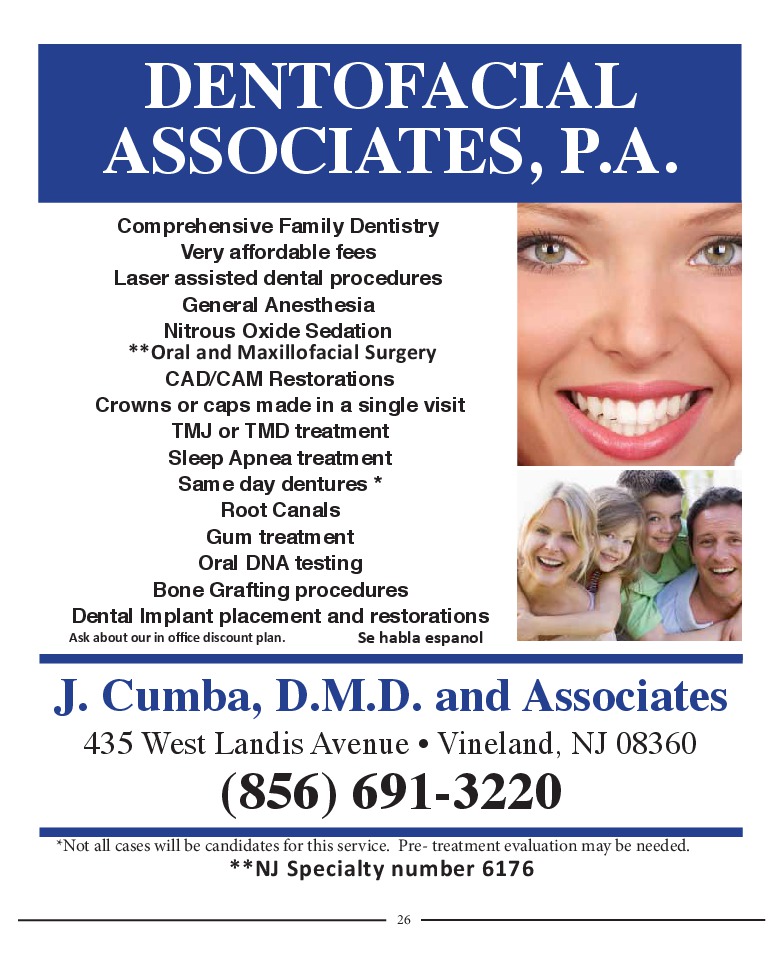 DENTOFACIAL
ASSOCIATES, P.A.
Comprehensive Family Dentistry
Very affordable fees
Laser assisted dental procedures
General Anesthesia
Nitrous Oxide Sedation
**Oral and Maxillofacial Surgery
CAD/CAM Restorations
Crowns or caps made in a single visit
TMJ or TMD treatment
Sleep Apnea treatment
Same day dentures *
Root Canals
Gum treatment
Oral DNA testing
Bone Grafting procedures
Dental Implant placement and restorations
Ask about our in office discount plan. Se habla espanol
J. Cumba, D.M.D. and Associates
435 West Landis Avenue • Vineland, NJ 08360
(856) 691-3220
*Not all cases will be candidates for this service. Pre- treatment evaluation may be needed.
**NJ Specialty number 6176
26